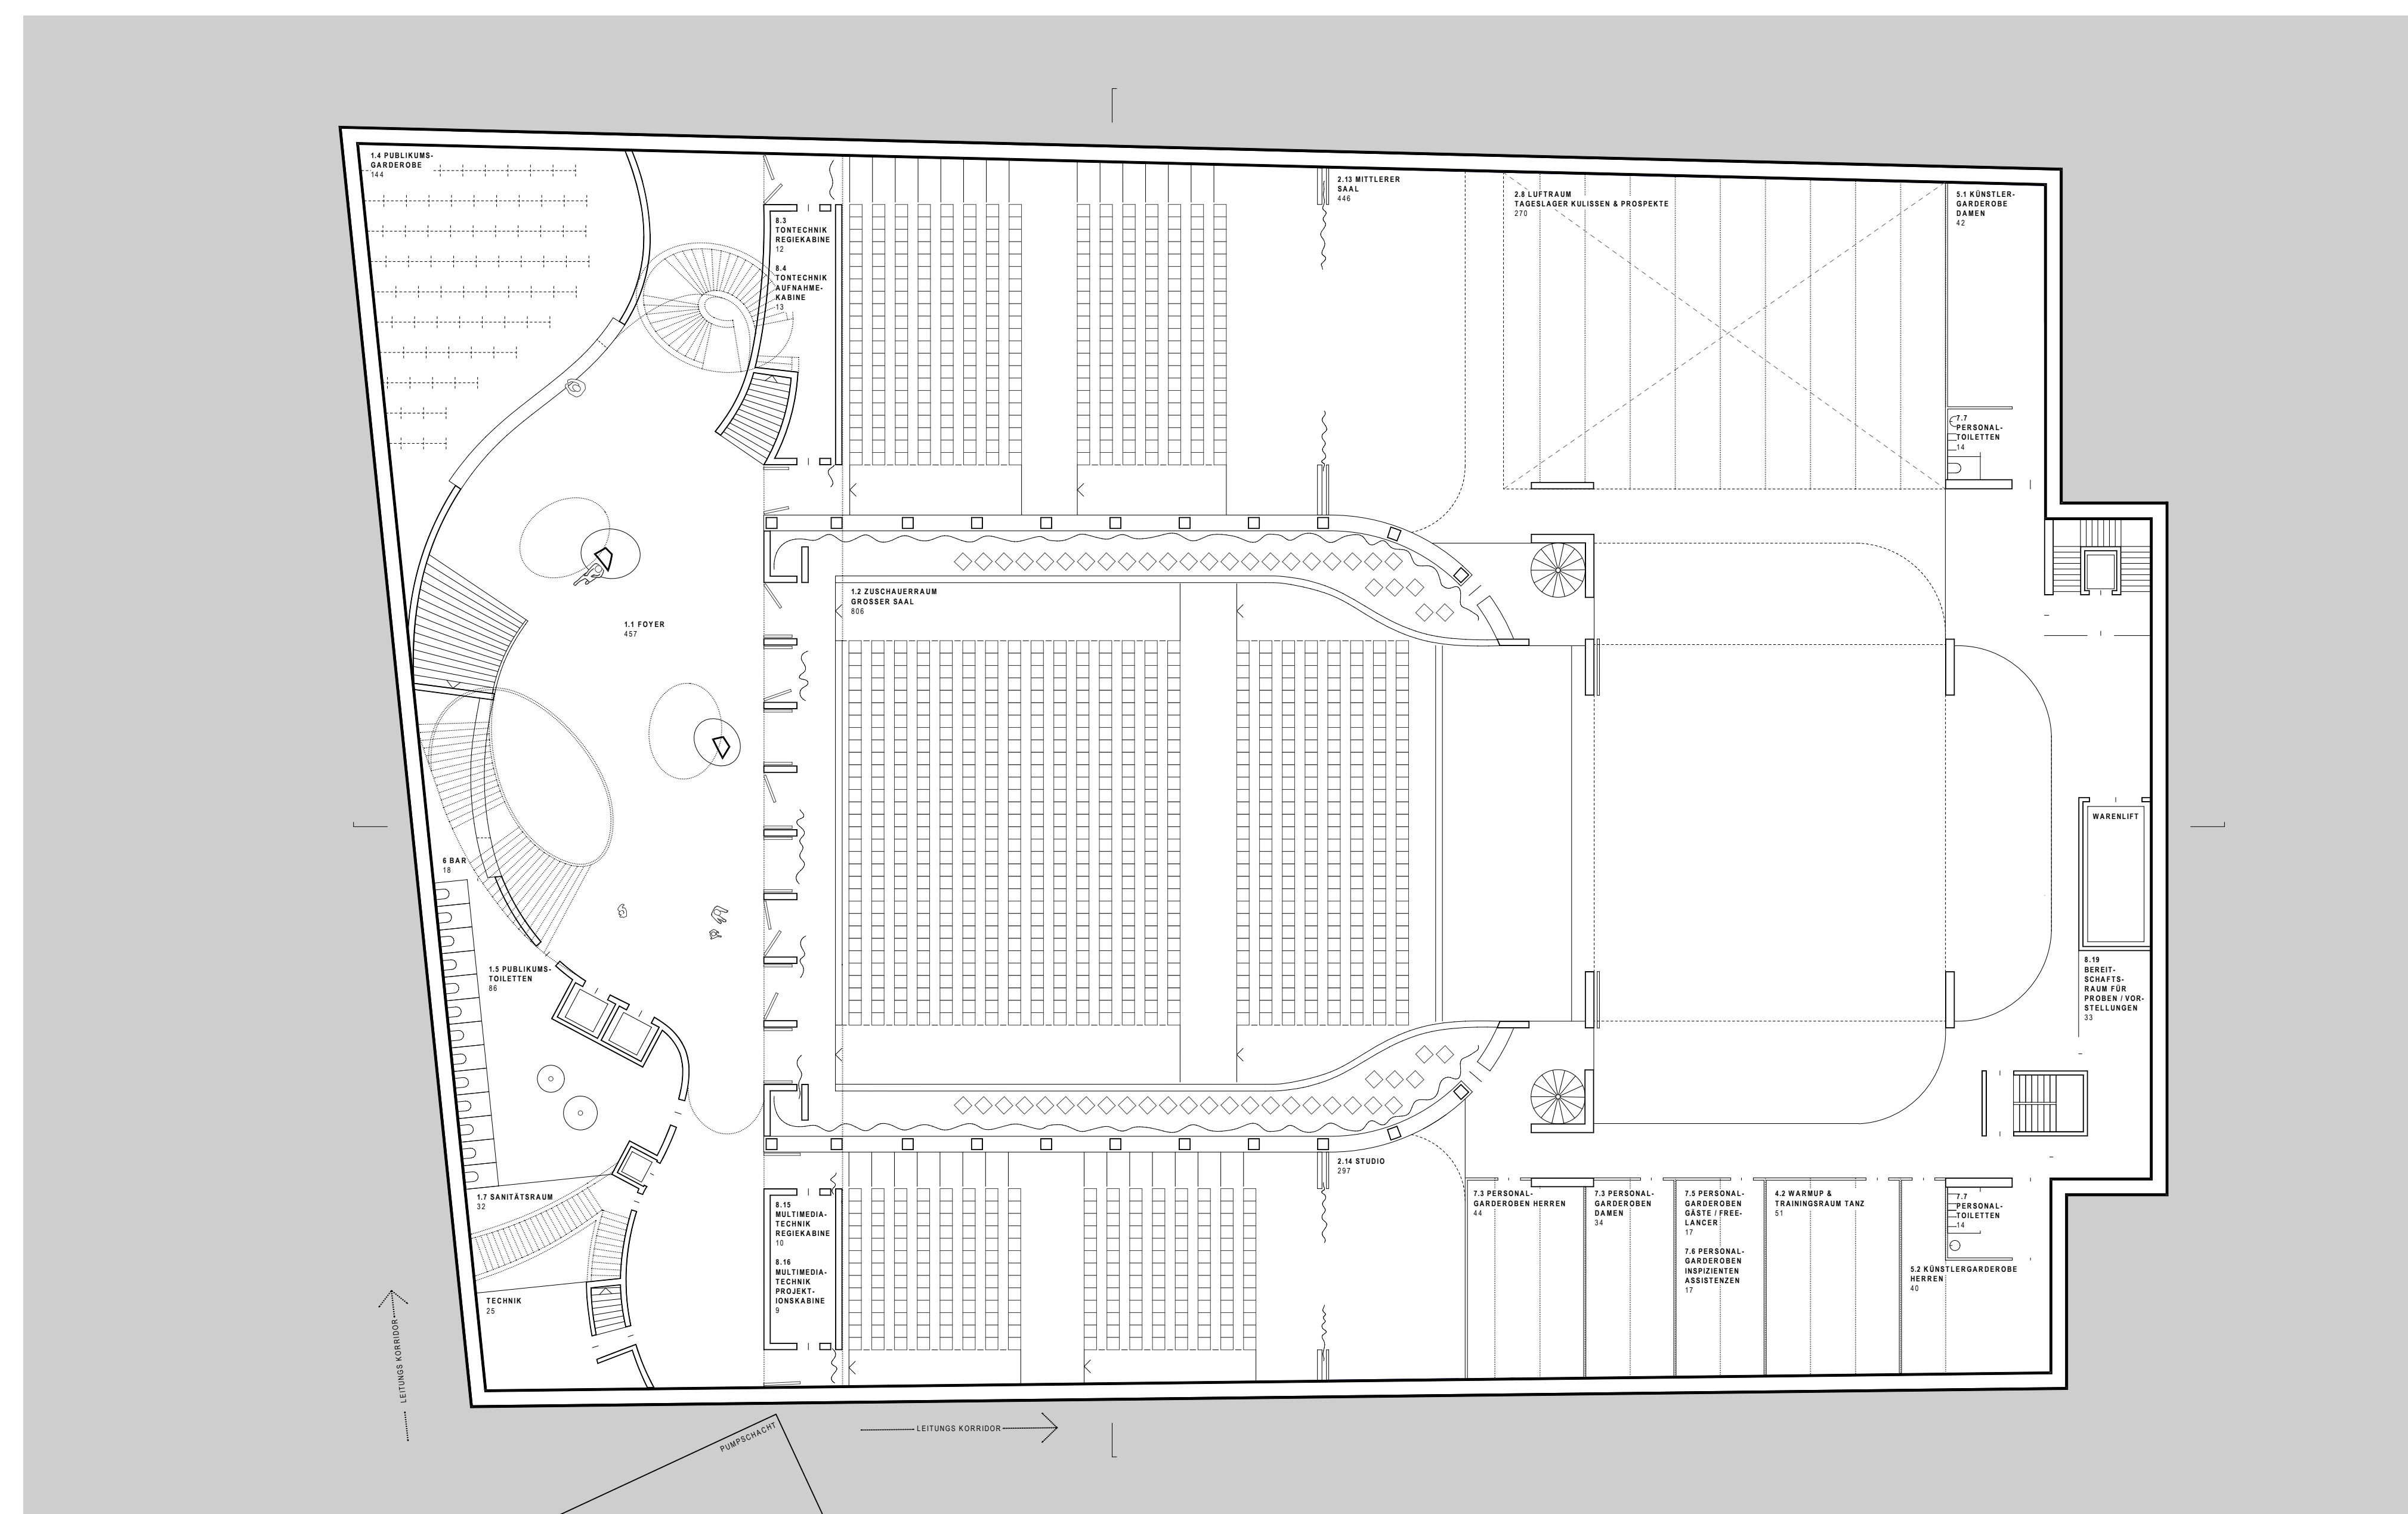 1.4 PUBLIKUMS-
GARDEROBE
144
8.3
TONTECHNIK
REGIEKABINE
12
8.4
TONTECHNIK
AUFNAHME-
KABINE
13
2.13 MITTLERER
SAAL
446
2.8 LUFTRAUM
TAGESLAGER KULISSEN & PROSPEKTE
270
5.1 KÜNSTLER-
GARDEROBE
DAMEN
42
7.7
PERSONAL-
TOILETTEN
14
1.1 FOYER
457
1.2 ZUSCHAUERRAUM
GROSSER SAAL
806
WARENLIFT
6 BAR
18
1.5 PUBLIKUMS-
TOILETTEN
86
8.19
BEREIT-
SCHAFTS-
RAUM FÜR
PROBEN / VOR-
STELLUNGEN
33
1.7 SANITÄTSRAUM
32
TECHNIK
25
8.15
MULTIMEDIA-
TECHNIK
REGIEKABINE
10
8.16
MULTIMEDIA-
TECHNIK
PROJEKT-
IONSKABINE
9
2.14 STUDIO
297
7.3 PERSONAL-
GARDEROBEN HERREN
44
7.3 PERSONAL-
GARDEROBEN
DAMEN
34
7.5 PERSONAL-
GARDEROBEN
GÄSTE / FREE-
LANCER
17
7.6 PERSONAL-
GARDEROBEN
INSPIZIENTEN
ASSISTENZEN
17
4.2 WARMUP &
TRAININGSRAUM TANZ
51
7.7
PERSONAL-
TOILETTEN
14
5.2 KÜNSTLERGARDEROBE
HERREN
40
LEITUNGS KORRIDOR
PUMPSCHACHT
LEITUNGS KORRIDOR